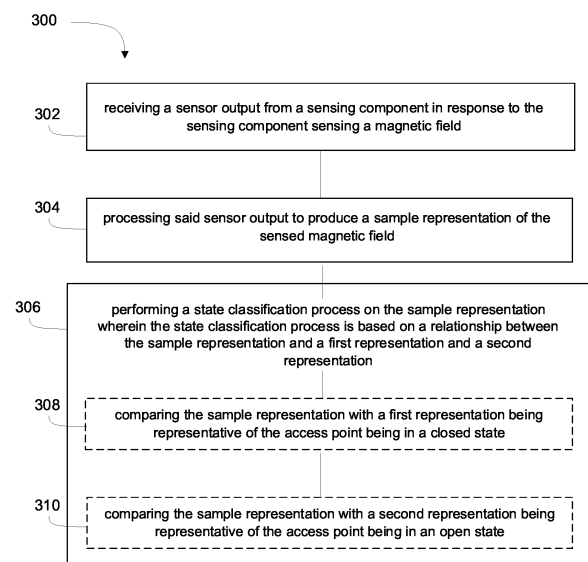 300
302
receiving a sensor output from a sensing component in response to the
sensing component sensing a magnetic field
304
processing said sensor output to produce a sample representation of the
sensed magnetic field
306
performing a state classification process on the sample representation
wherein the state classification process is based on a relationship between
the sample representation and a first representation and a second
representation
308
comparing the sample representation with a first representation being
representative of the access point being in a closed state
310
comparing the sample representation with a second representation being
representative of the access point being in an open state